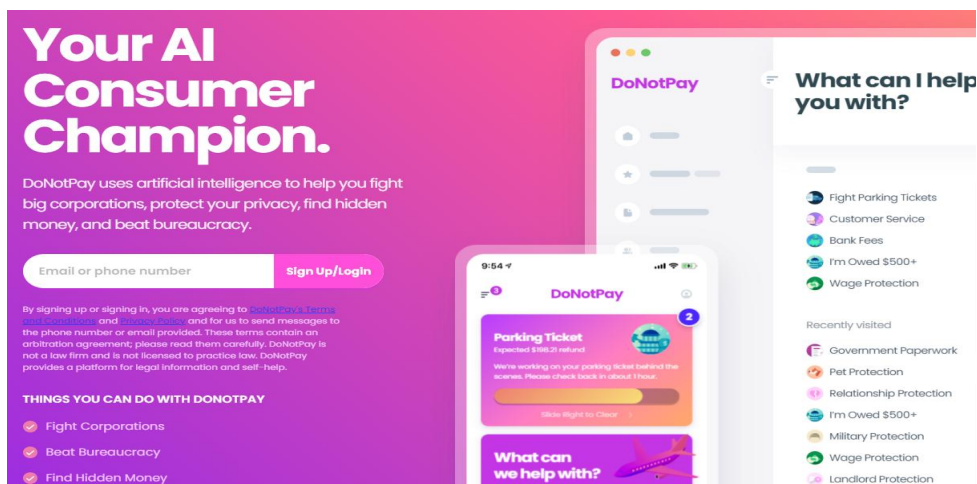 Your AI
Consumer
Champion.
DoNotPay uses artificial intelligence to help you fight
big corporations, protect your privacy, find hidden
money, and beat bureaucracy.
Email or phone number
Sign Up/Login
By signing up or signing in, you are agreeing to DoNotPay's Terms
and Conditions and Privacy Policy and for us to send messages to
the phone number or email provided. These terms contain an
arbitration agreement; please read them carefully. DoNotPay is
not a law firm and is not licensed to practice law. DoNotPay
provides a platform for legal information and self-help.
THINGS YOU CAN DO WITH DONOTPAY
Fight Corporations
Beat Bureaucracy
Find Hidden Money
9:54
3
DoNotPay
2
Parking Ticket
Expected $198.21 refund
We're working on your parking ticket behind the
scenes. Please check back in about 1 hour.
Slide Right to Clear
What can
we help with?
DoNotPay
What can I help
you with?
Fight Parking Tickets
Customer Service
Bank Fees
I'm Owed $500+
Wage Protection
Recently visited
Government Paperwork
Pet Protection
Relationship Protection
I'm Owed $500+
Military Protection
Wage Protection
Landlord Protection